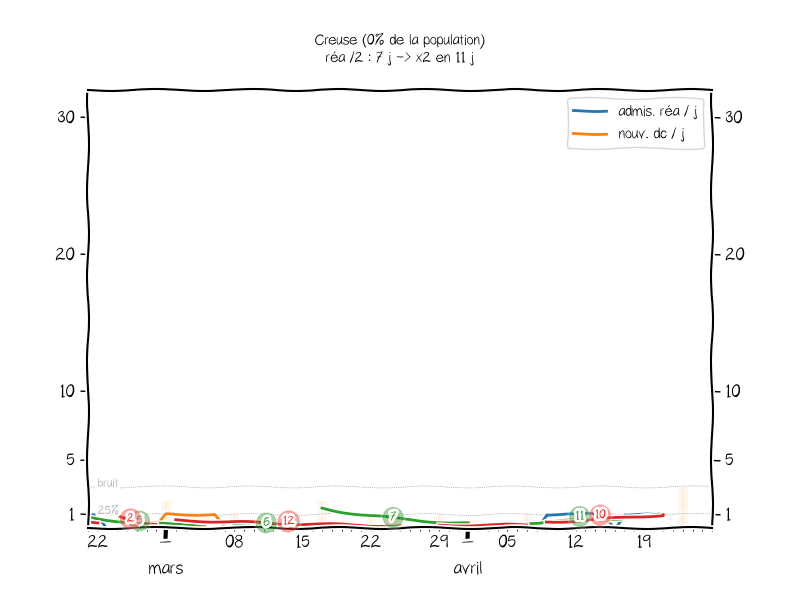 Creuse (0% de la population)
réa /2 : 7 j -> x2 en 11 j
admis. réa / j
nouv. dc / j
30 30
20 20
10 10
5 5
bruit
25%
1 1
2 6 12 7 11 10
22 1 08 15 22 29 1 05 12 19
mars avril